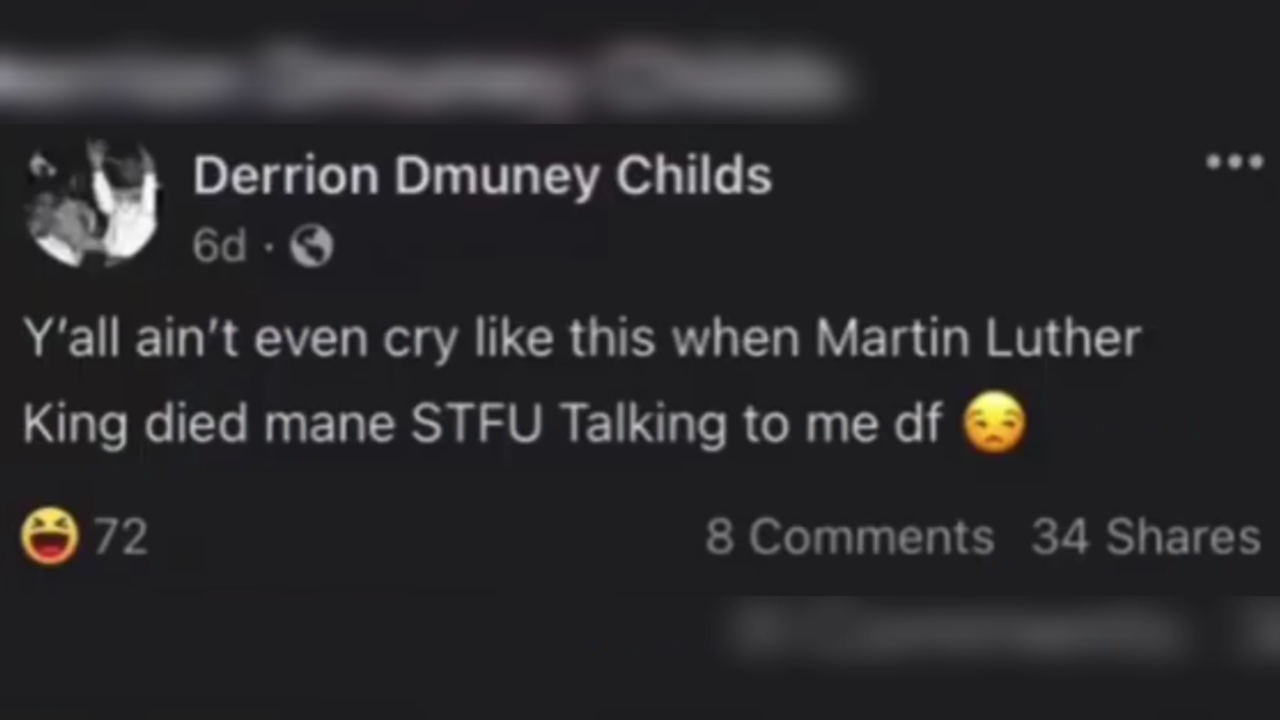 Derrion Dmuney Childs
6d ·
Y'all ain't even cry like this when Martin Luther
King died mane STFU Talking to me df 😒
72
8 Comments 34 Shares